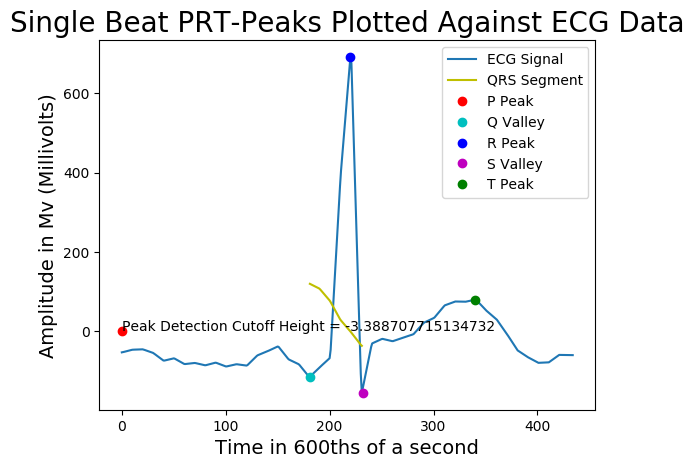 Single Beat PRT-Peaks Plotted Against ECG Data
ECG Signal
QRS Segment
P Peak
Q Valley
R Peak
S Valley
T Peak
Amplitude in Mv (Millivolts)
600
400
200
0
Peak Detection Cutoff Height = -3.388707715134732
0
100
200
300
400
Time in 600ths of a second